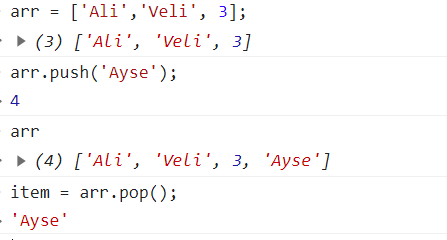 arr = ['Ali','Veli', 3];
▶ (3) ['Ali', 'Veli', 3]
arr.push('Ayse');
4
arr
▶ (4) ['Ali', 'Veli', 3, 'Ayse']
item = arr.pop();
'Ayse'